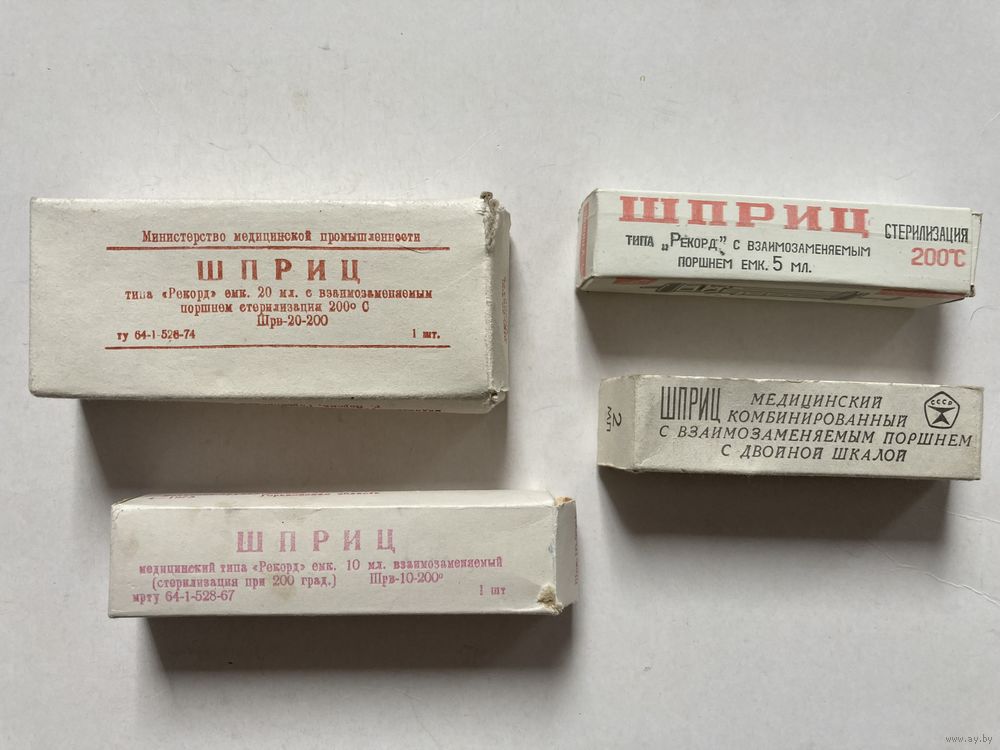 Министерство медицинской промышленности
ШПРИЦ
типа «Рекорд» емк. 20 мл. с взаимозаменяемым
поршнем стерилизация 200° С
Шрв-20-200
ту 64-1-528-74 1 шт.
ШПРИЦ
СТЕРИЛИЗАЦИЯ
200°С
ТИПА „РЕКОРД" С ВЗАИМОЗАМЕНЯЕМЫМ
ПОРШНЕМ ЕМК. 5 МЛ.
2 МЛ
ШПРИЦ МЕДИЦИНСКИЙ
КОМБИНИРОВАННЫЙ
С ВЗАИМОЗАМЕНЯЕМЫМ ПОРШНЕМ
С ДВОЙНОЙ ШКАЛОЙ
СССР
ШПРИЦ
медицинский типа «Рекорд» емк. 10 мл. взаимозаменяемый
(стерилизация при 200 град.) Шрв-10-200°
мрту 64-1-528-67 1 шт
www.ay.by